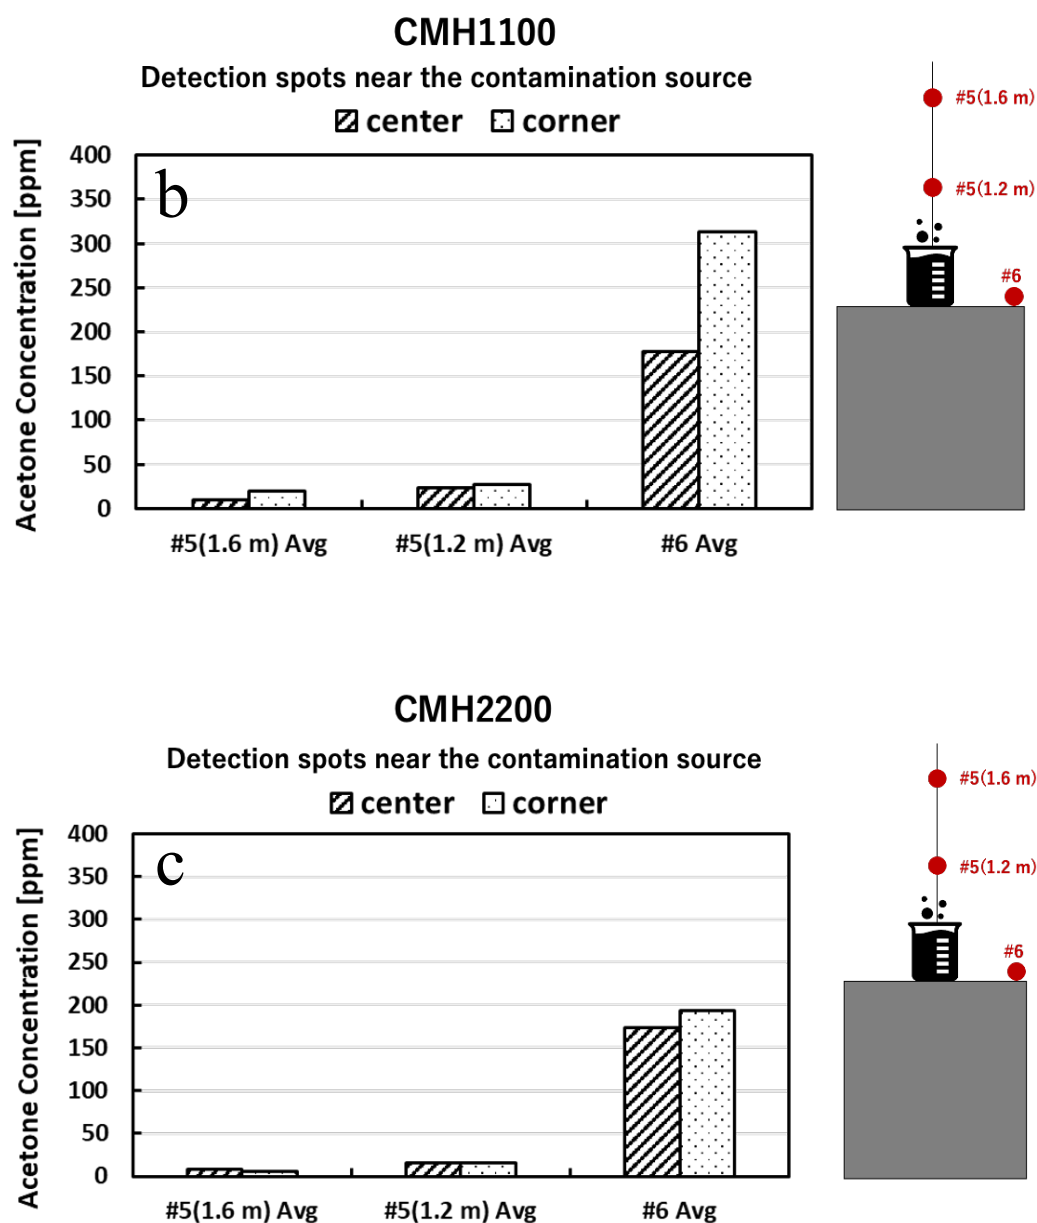 CMH1100
Detection spots near the contamination source
center corner
Acetone Concentration [ppm]
400
350
300
250
200
150
100
50
0
b
#5(1.6 m) Avg #5(1.2 m) Avg #6 Avg
#5(1.6 m)
#5(1.2 m)
#6
CMH2200
Detection spots near the contamination source
center corner
Acetone Concentration [ppm]
400
350
300
250
200
150
100
50
0
c
#5(1.6 m) Avg #5(1.2 m) Avg #6 Avg
#5(1.6 m)
#5(1.2 m)
#6